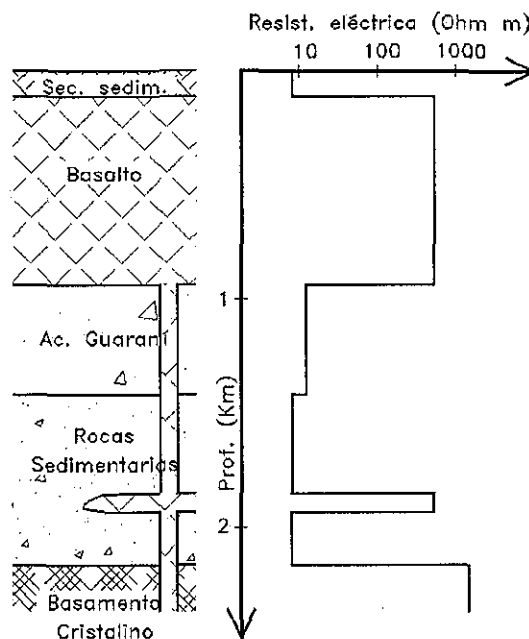 Resist. eléctrica (Ohm m)
10 100 1000
Sec. sedim.
Basalto
1
Ac. Guaraní
Prof. (Km)
Rocas
Sedimentarias
2
Basamento
Cristalino